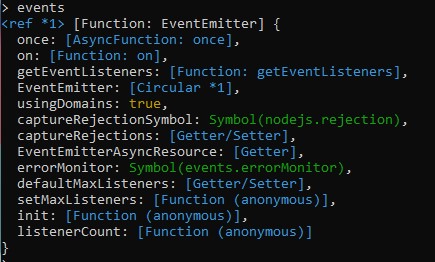 > events
<ref *1> [Function: EventEmitter] {
  once: [AsyncFunction: once],
  on: [Function: on],
  getEventListeners: [Function: getEventListeners],
  EventEmitter: [Circular *1],
  usingDomains: true,
  captureRejectionSymbol: Symbol(nodejs.rejection),
  captureRejections: [Getter/Setter],
  EventEmitterAsyncResource: [Getter],
  errorMonitor: Symbol(events.errorMonitor),
  defaultMaxListeners: [Getter/Setter],
  setMaxListeners: [Function (anonymous)],
  init: [Function (anonymous)],
  listenerCount: [Function (anonymous)]
}